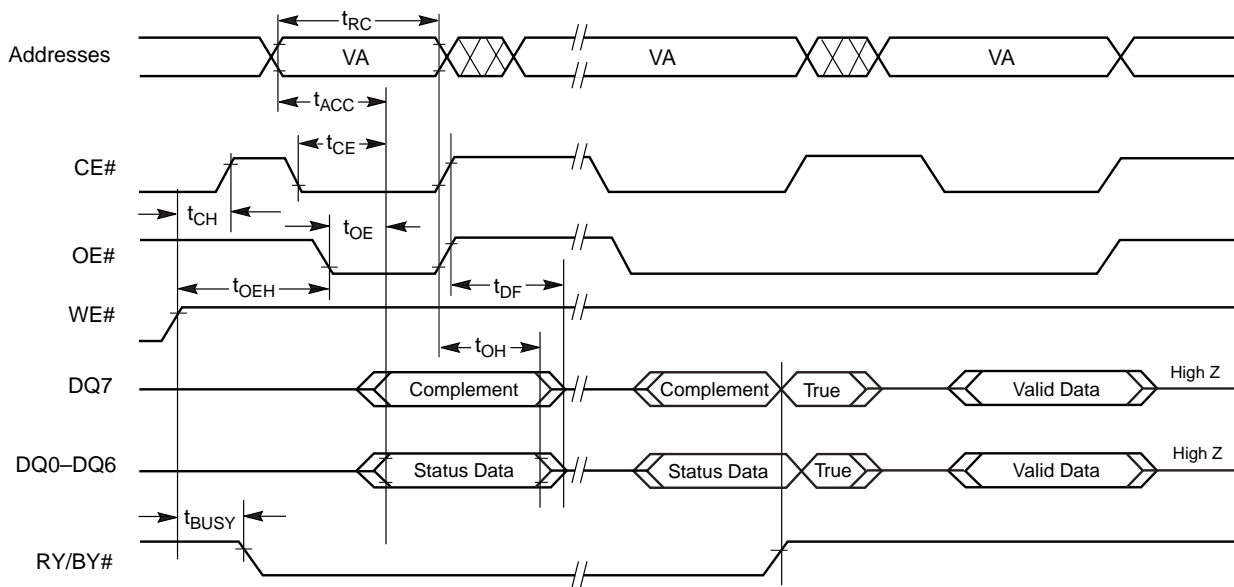 tRC
Addresses VA VA VA
tACC
tCE
CE#
tCH tOE
OE#
tOEH tDF
WE#
tOH
DQ7 Complement Complement True Valid Data High Z
DQ0–DQ6 Status Data Status Data True Valid Data High Z
tBUSY
RY/BY#